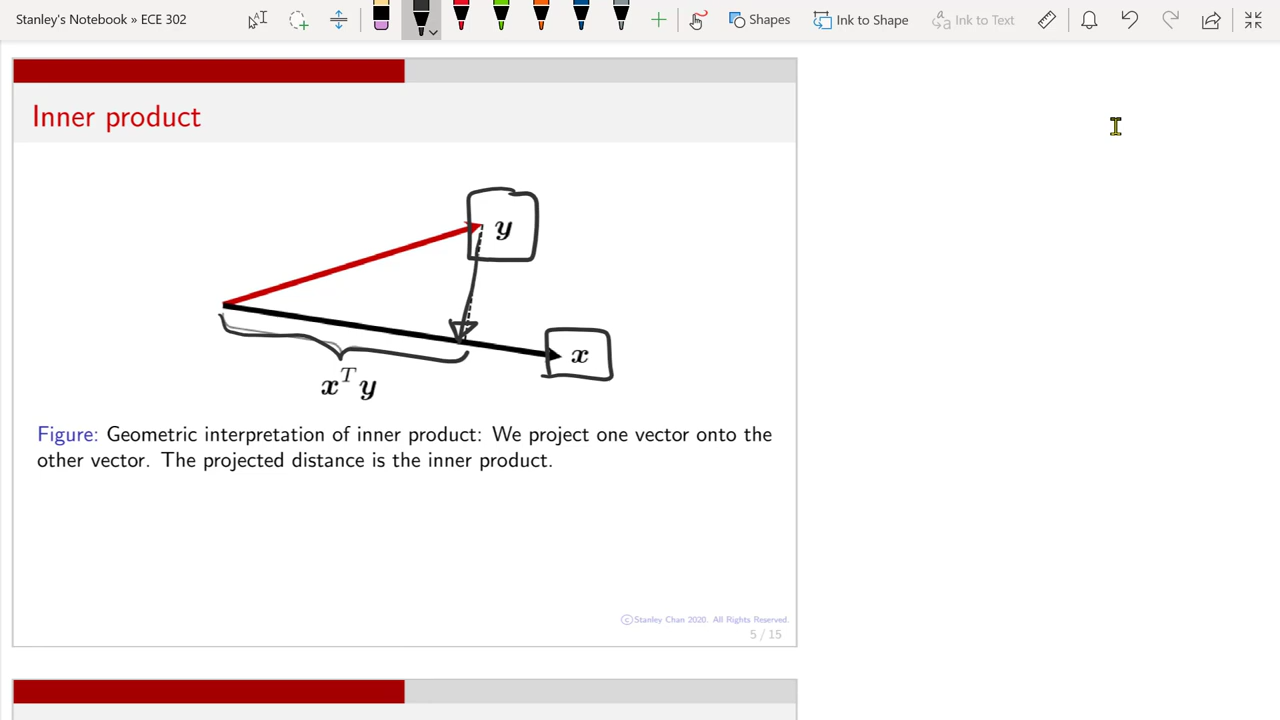 Stanley's Notebook » ECE 302
Shapes
Ink to Shape
Ink to Text
Inner product
y
x
x^T y
Figure: Geometric interpretation of inner product: We project one vector onto the
other vector. The projected distance is the inner product.
©Stanley Chan 2020. All Rights Reserved.
5 / 15